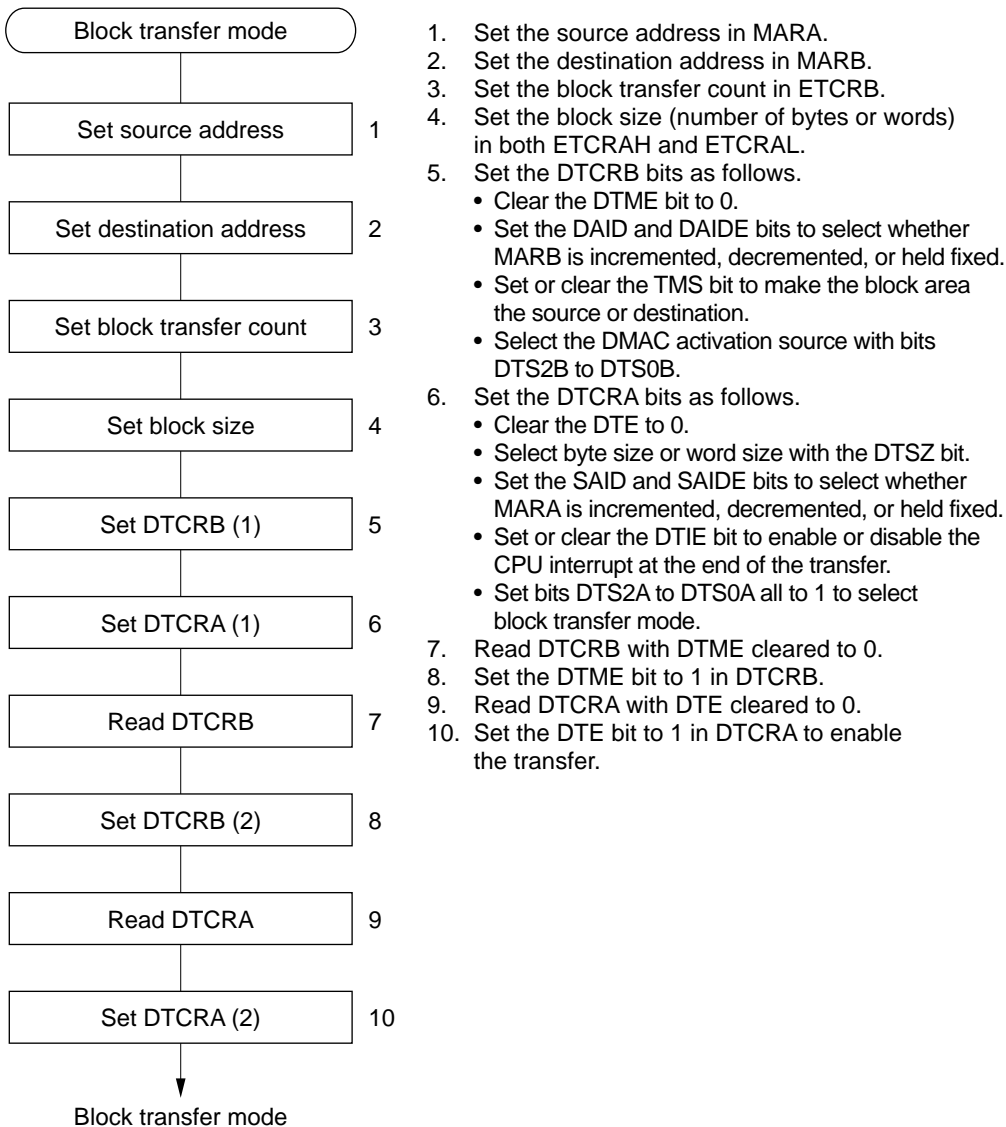 Block transfer mode
Set source address 1
Set destination address 2
Set block transfer count 3
Set block size 4
Set DTCRB (1) 5
Set DTCRA (1) 6
Read DTCRB 7
Set DTCRB (2) 8
Read DTCRA 9
Set DTCRA (2) 10
Block transfer mode
1. Set the source address in MARA.
2. Set the destination address in MARB.
3. Set the block transfer count in ETCRB.
4. Set the block size (number of bytes or words)
in both ETCRAH and ETCRAL.
5. Set the DTCRB bits as follows.
• Clear the DTME bit to 0.
• Set the DAID and DAIDE bits to select whether
MARB is incremented, decremented, or held fixed.
• Set or clear the TMS bit to make the block area
the source or destination.
• Select the DMAC activation source with bits
DTS2B to DTS0B.
6. Set the DTCRA bits as follows.
• Clear the DTE to 0.
• Select byte size or word size with the DTSZ bit.
• Set the SAID and SAIDE bits to select whether
MARA is incremented, decremented, or held fixed.
• Set or clear the DTIE bit to enable or disable the
CPU interrupt at the end of the transfer.
• Set bits DTS2A to DTS0A all to 1 to select
block transfer mode.
7. Read DTCRB with DTME cleared to 0.
8. Set the DTME bit to 1 in DTCRB.
9. Read DTCRA with DTE cleared to 0.
10. Set the DTE bit to 1 in DTCRA to enable
the transfer.